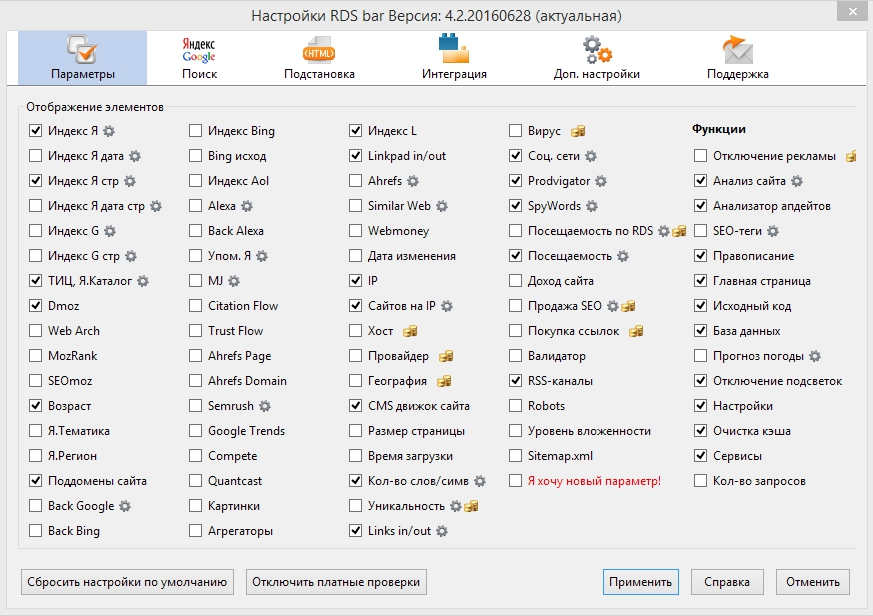 Настройки RDS bar Версия: 4.2.20160628 (актуальная)
Параметры
Яндекс
Google
Поиск
HTML
Подстановка
Интеграция
Доп. настройки
Поддержка
Отображение элементов
Индекс Я
Индекс Я дата
Индекс Я стр
Индекс Я дата стр
Индекс G
Индекс G стр
ТИЦ, Я.Каталог
Dmoz
Web Arch
MozRank
SEOmoz
Возраст
Я.Тематика
Я.Регион
Поддомены сайта
Back Google
Back Bing
Индекс Bing
Bing исход
Индекс Aol
Alexa
Back Alexa
Упом. Я
MJ
Citation Flow
Trust Flow
Ahrefs Page
Ahrefs Domain
Semrush
Google Trends
Compete
Quantcast
Картинки
Агрегаторы
Индекс L
Linkpad in/out
Ahrefs
Similar Web
Webmoney
Дата изменения
IP
Сайтов на IP
Хост
Провайдер
География
CMS движок сайта
Размер страницы
Время загрузки
Кол-во слов/симв
Уникальность
Links in/out
Вирус
Соц. сети
Prodvigator
SpyWords
Посещаемость по RDS
Посещаемость
Доход сайта
Продажа SEO
Покупка ссылок
Валидатор
RSS-каналы
Robots
Уровень вложенности
Sitemap.xml
Я хочу новый параметр!
Функции
Отключение рекламы
Анализ сайта
Анализатор апдейтов
SEO-теги
Правописание
Главная страница
Исходный код
База данных
Прогноз погоды
Отключение подсветок
Настройки
Очистка кэша
Сервисы
Кол-во запросов
Сбросить настройки по умолчанию
Отключить платные проверки
Применить
Справка
Отменить